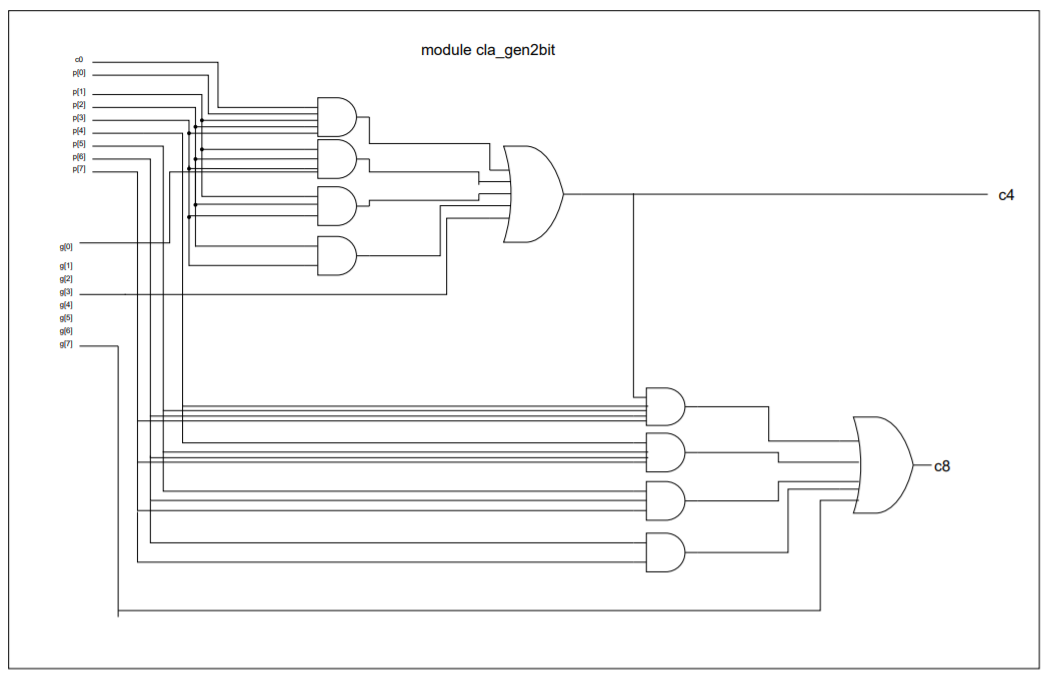 module cla_gen2bit
c0
p[0]
p[1]
p[2]
p[3]
p[4]
p[5]
p[6]
p[7]
g[0]
g[1]
g[2]
g[3]
g[4]
g[5]
g[6]
g[7]
c4
c8